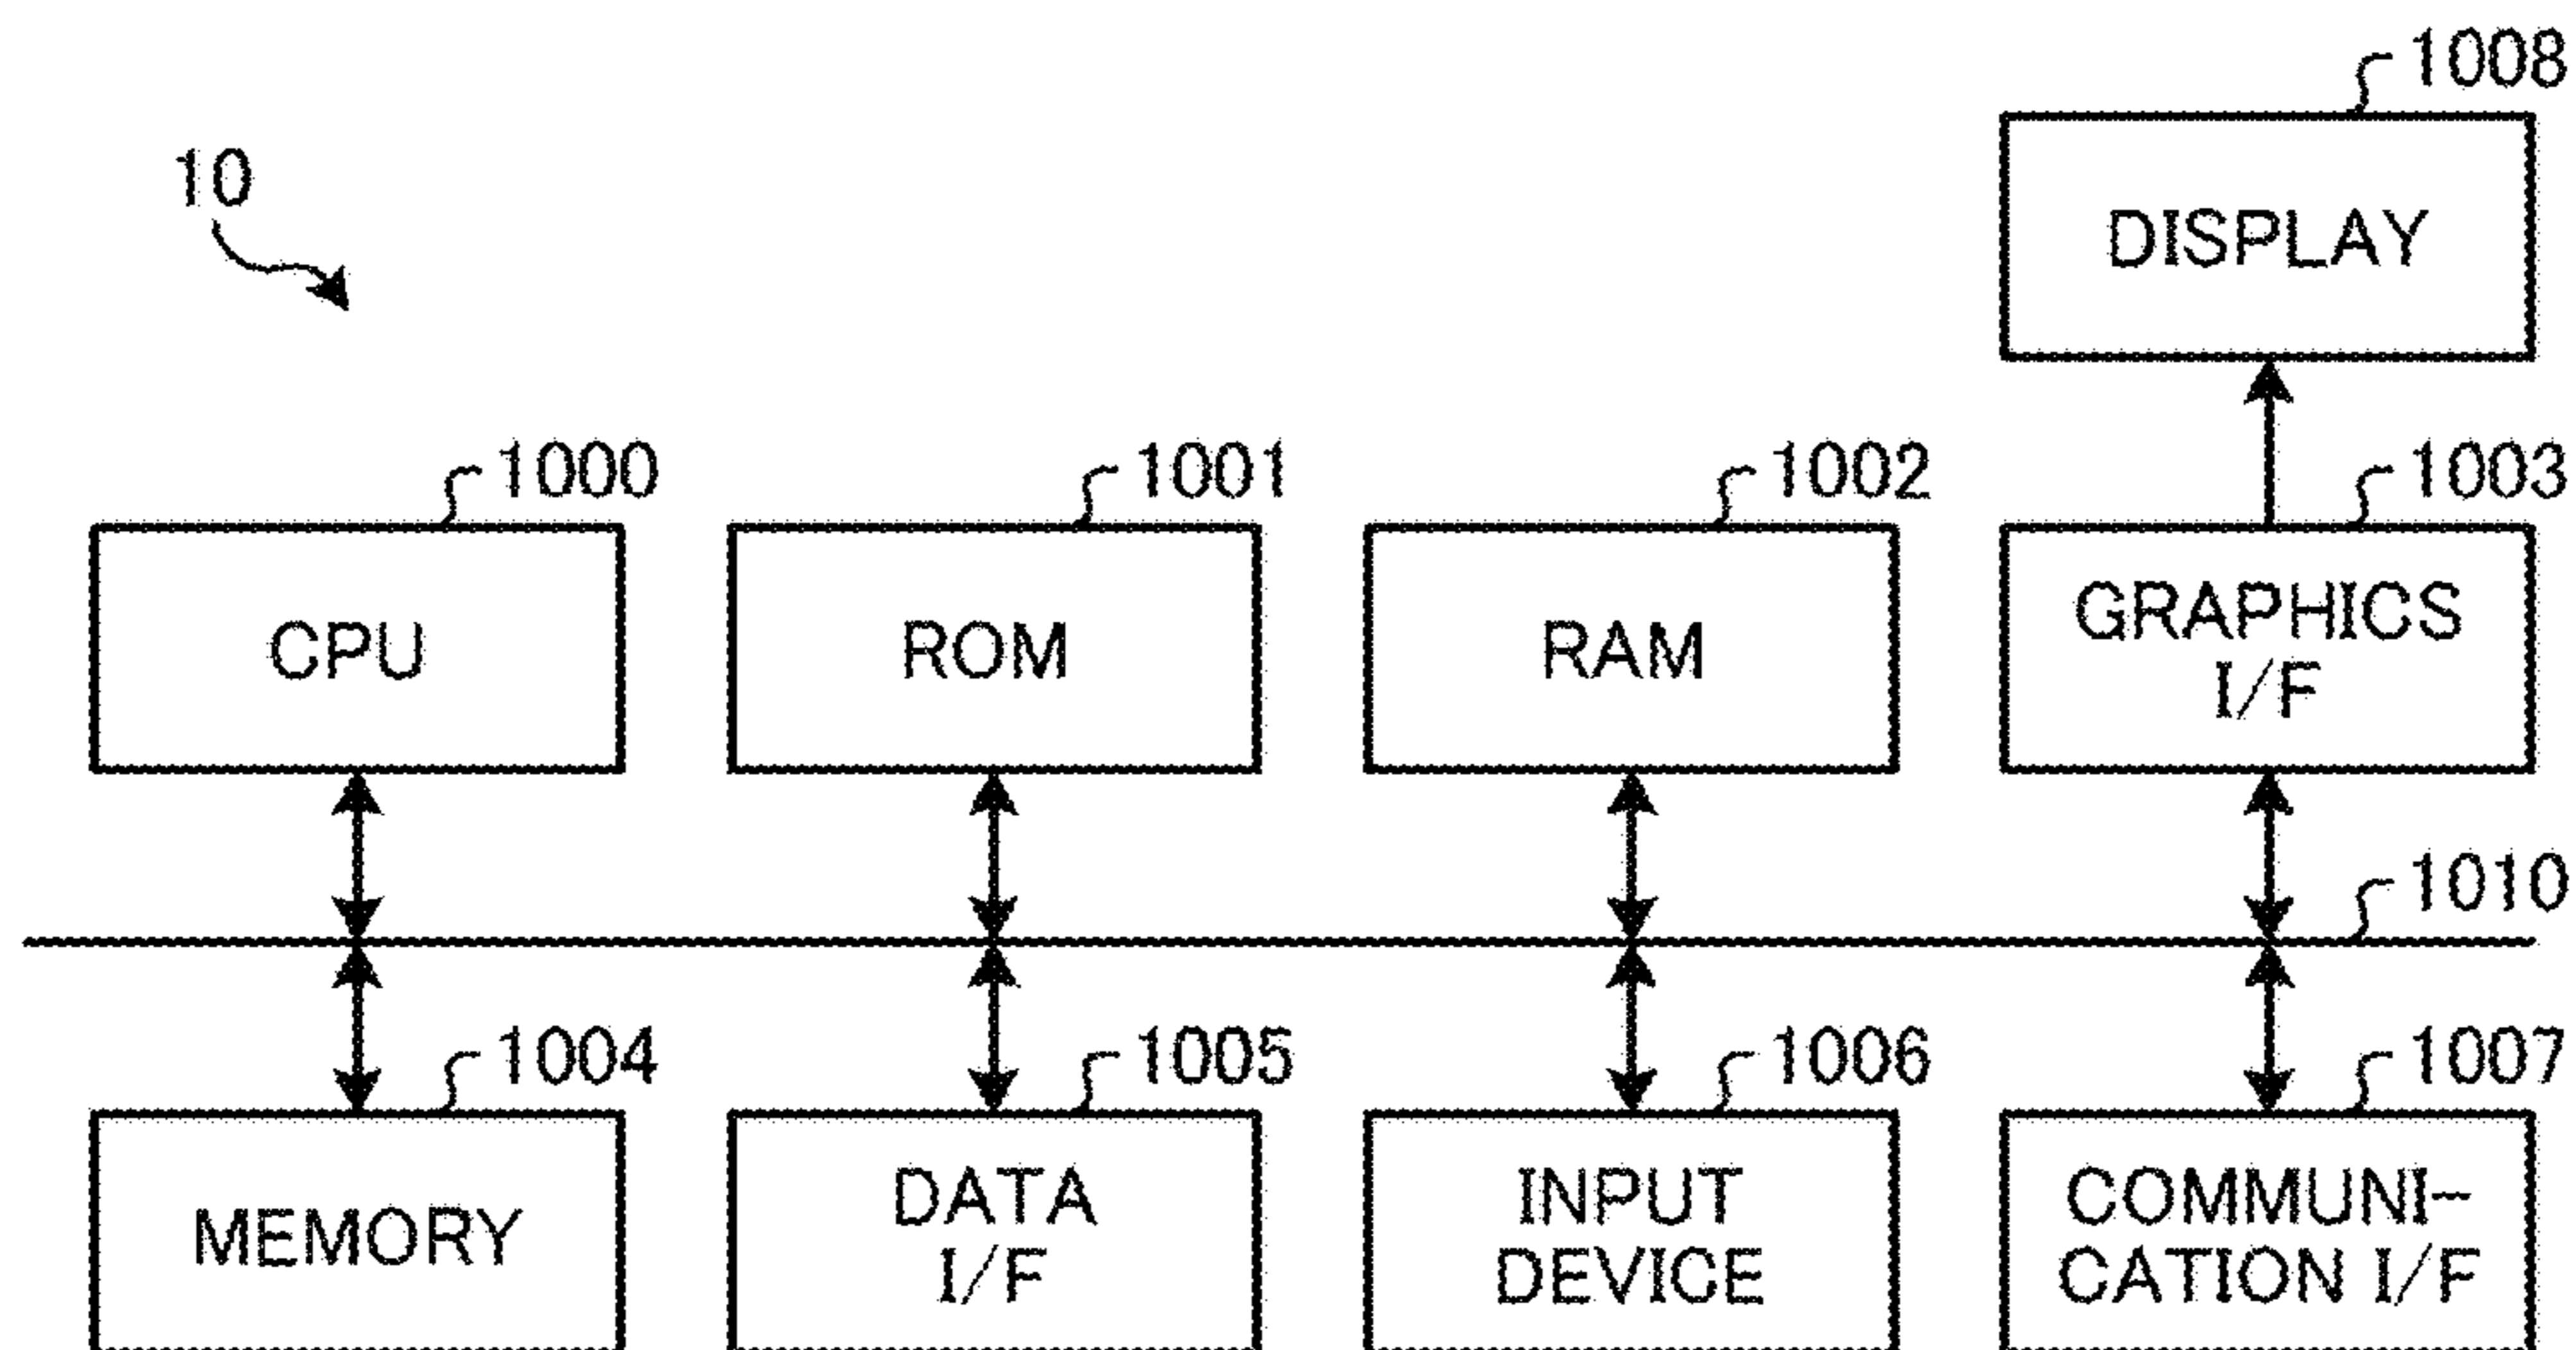 1008
10
DISPLAY
1000
1001
1002
1003
CPU
ROM
RAM
GRAPHICS
I/F
1010
1004
1005
1006
1007
MEMORY
DATA
I/F
INPUT
DEVICE
COMMUNI-
CATION I/F